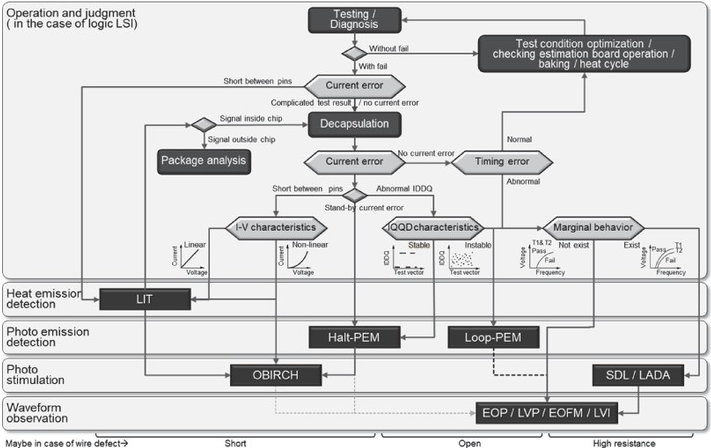 Operation and judgment
( in the case of logic LSI)
Testing /
Diagnosis
Without fail
With fail
Test condition optimization /
checking estimation board operation /
baking / heat cycle
Short between pins
Current error
Complicated test result / no current error
Signal inside chip
Decapsulation
Signal outside chip
Package analysis
Normal
Current error
No current error
Timing error
Abnormal
Short between pins
Abnormal IDDQ
Stand-by current error
I-V characteristics
IQQD characteristics
Marginal behavior
Linear
Current
Voltage
Non-linear
Current
Voltage
Stable
IDDQ
Test vector
Instable
IDDQ
Test vector
Not exist
T1& T2
Pass
Fail
Voltage
Frequency
Exist
T1
T2
Pass
Fail
Voltage
Frequency
Heat emission
detection
LIT
Photo emission
detection
Halt-PEM
Loop-PEM
Photo
stimulation
OBIRCH
SDL / LADA
Waveform
observation
EOP / LVP / EOFM / LVI
Maybe in case of wire defect→
Short
Open
High resistance